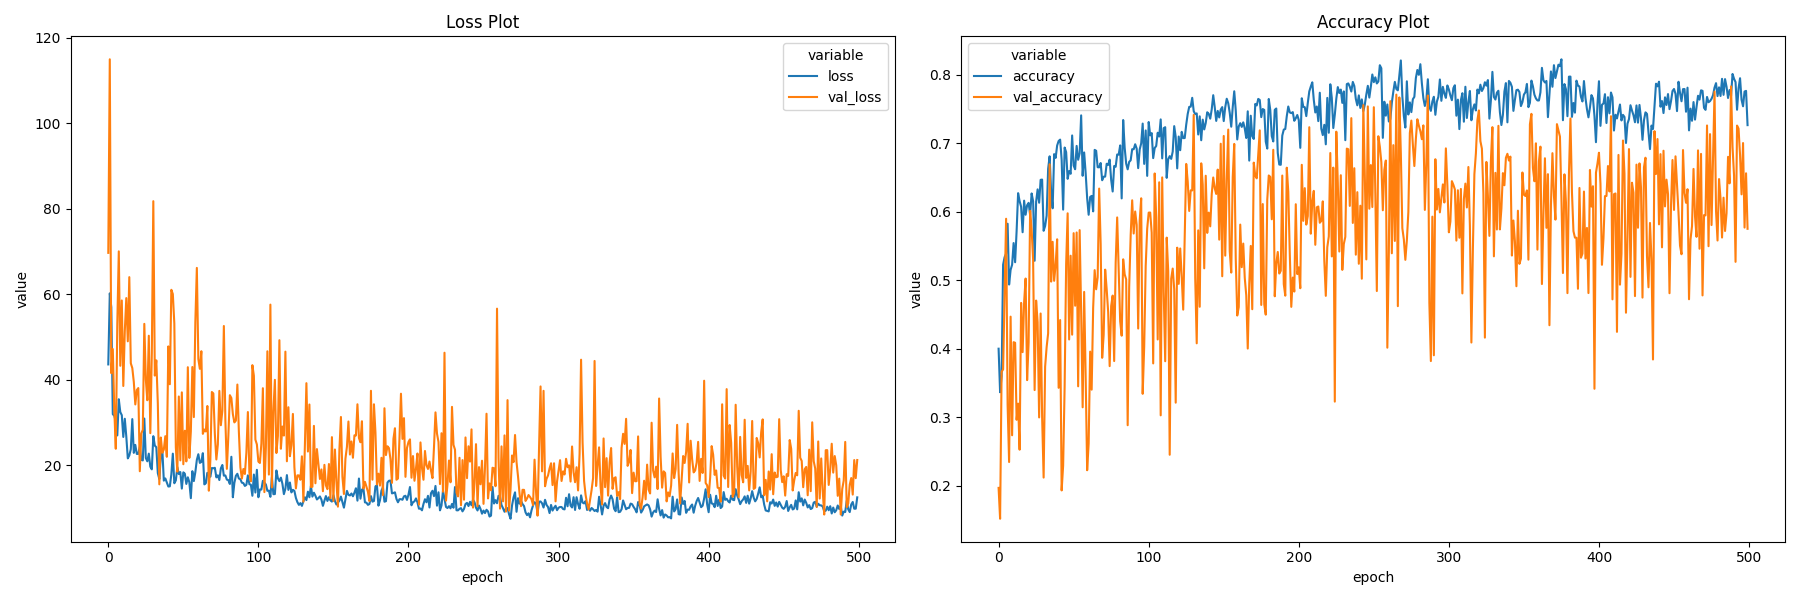 Loss Plot
120
100
80
60
40
20
value
0
100
200
300
400
500
epoch
variable
loss
val_loss
Accuracy Plot
0.8
0.7
0.6
0.5
0.4
0.3
0.2
value
0
100
200
300
400
500
epoch
variable
accuracy
val_accuracy